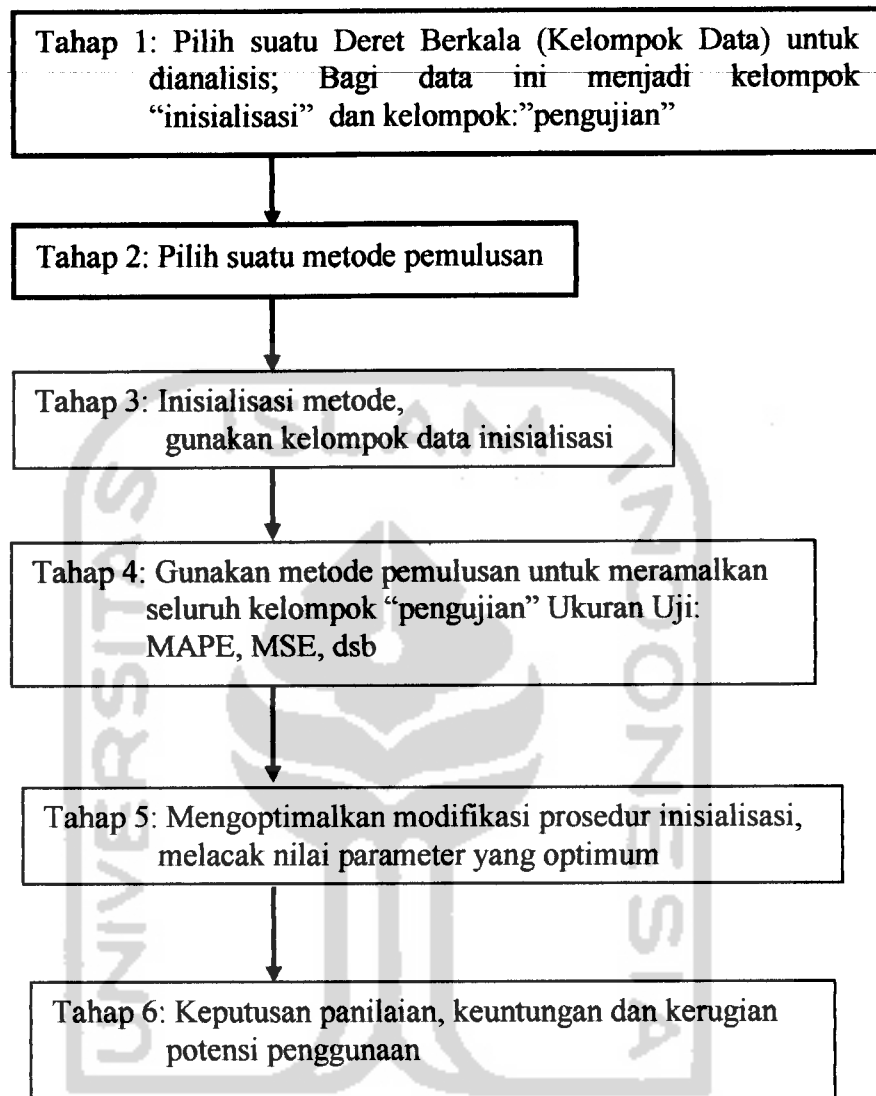 Tahap 1: Pilih suatu Deret Berkala (Kelompok Data) untuk
dianalisis; Bagi data ini menjadi kelompok
“inisialisasi” dan kelompok:”pengujian”
Tahap 2: Pilih suatu metode pemulusan
Tahap 3: Inisialisasi metode,
gunakan kelompok data inisialisasi
Tahap 4: Gunakan metode pemulusan untuk meramalkan
seluruh kelompok “pengujian” Ukuran Uji:
MAPE, MSE, dsb
Tahap 5: Mengoptimalkan modifikasi prosedur inisialisasi,
melacak nilai parameter yang optimum
Tahap 6: Keputusan panilaian, keuntungan dan kerugian
potensi penggunaan
UNIVERSITAS
ISLAM
INDONESIA